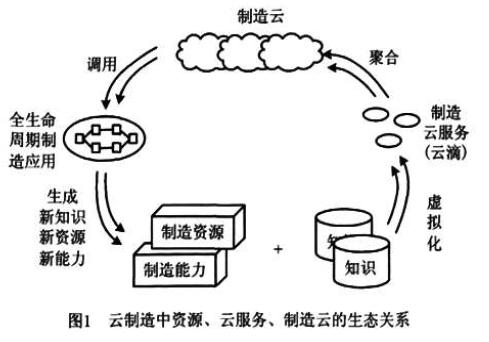 制造云
调用
聚合
全生命
周期制
造应用
制造
云服务
(云滴)
生成
新知识
新资源
新能力
虚
拟
化
制造资源
制造能力
+
知识
图1 云制造中资源、云服务、制造云的生态关系